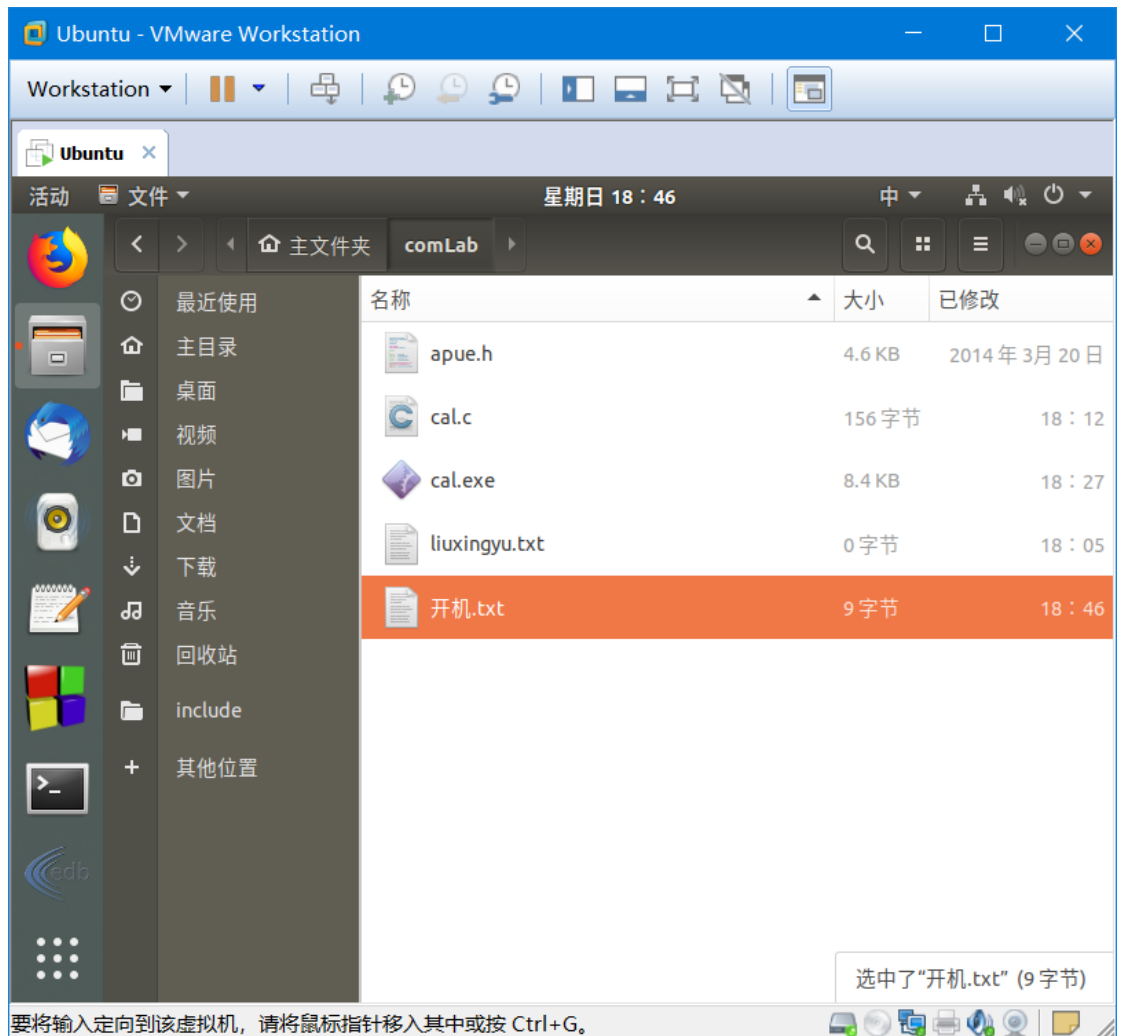 Ubuntu - VMware Workstation
Workstation
Ubuntu
活动 文件 星期日 18：46 中
主文件夹 comLab
最近使用
主目录
桌面
视频
图片
文档
下载
音乐
回收站
include
其他位置
名称 大小 已修改
apue.h 4.6 KB 2014 年 3月 20 日
cal.c 156 字节 18：12
cal.exe 8.4 KB 18：27
liuxingyu.txt 0 字节 18：05
开机.txt 9 字节 18：46
edb
选中了“开机.txt” (9 字节)
要将输入定向到该虚拟机，请将鼠标指针移入其中或按 Ctrl+G。